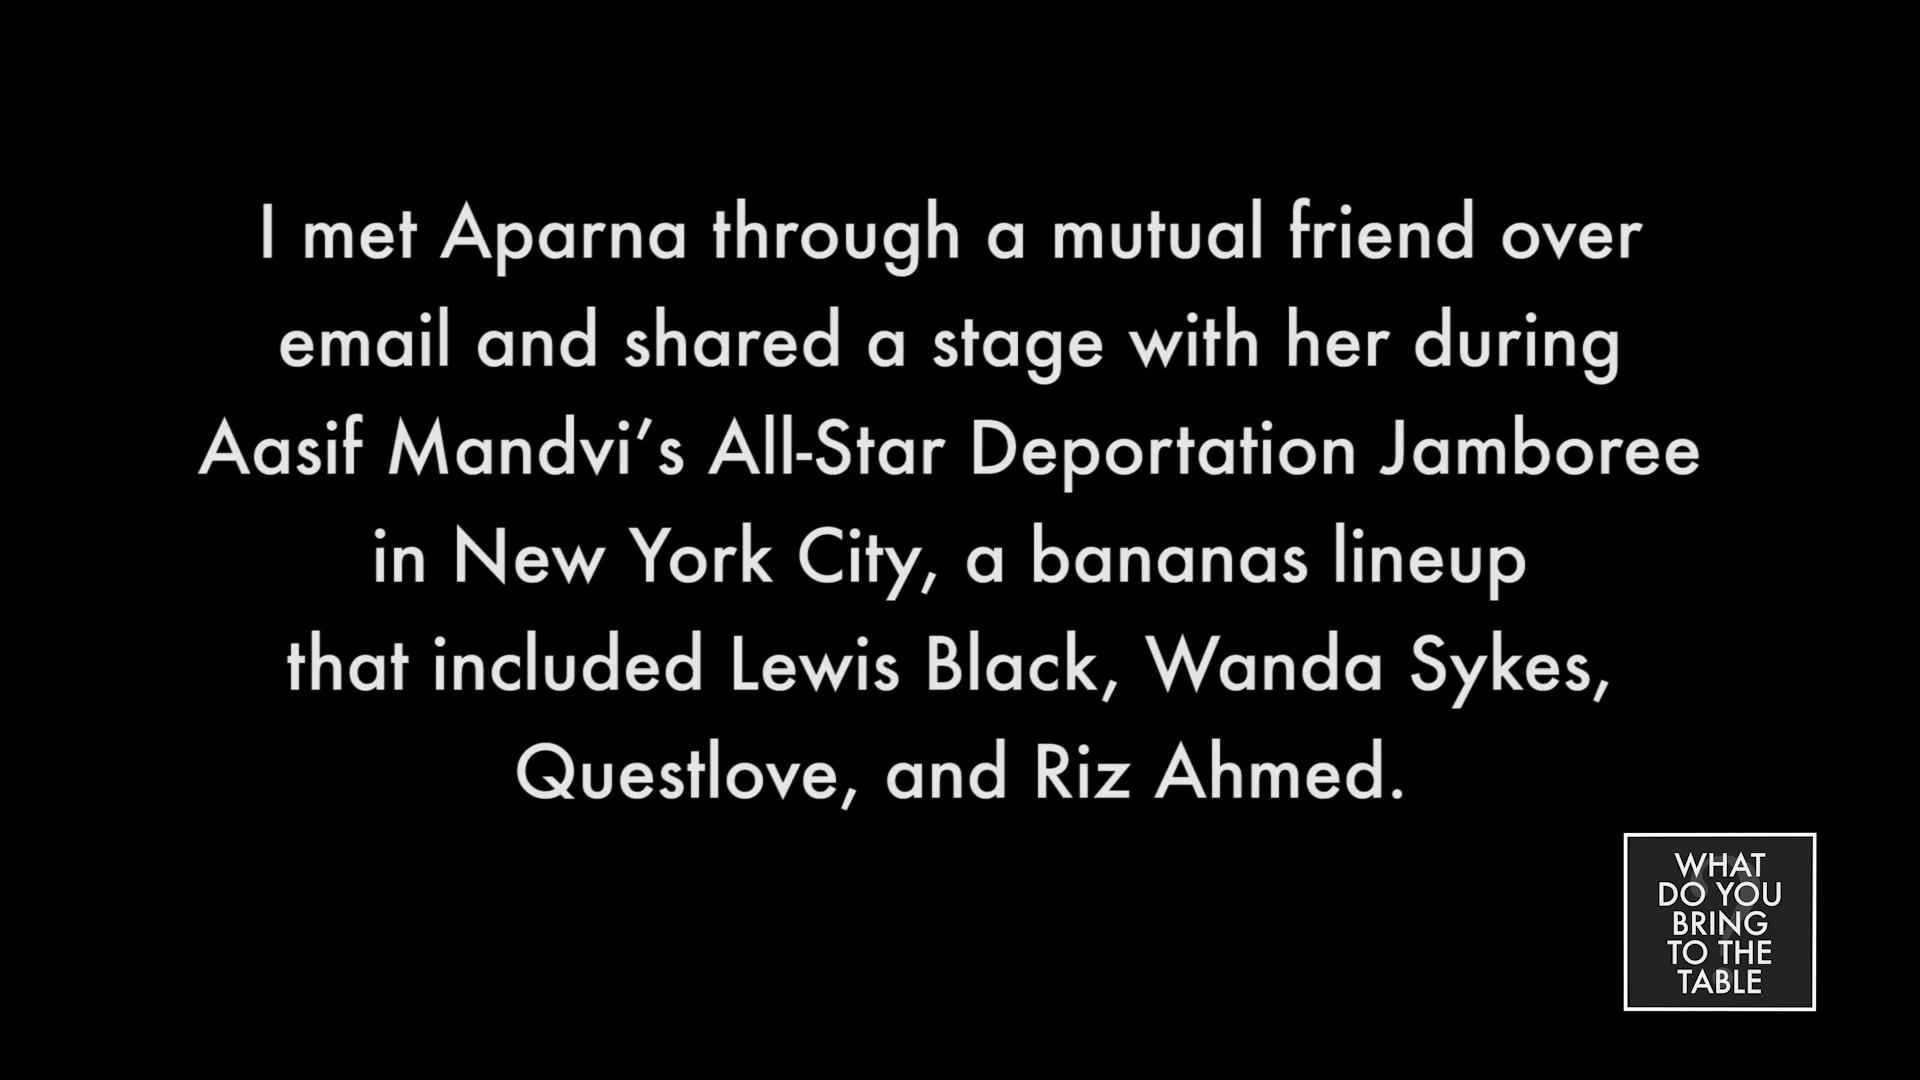 I met Aparna through a mutual friend over
email and shared a stage with her during
Aasif Mandvi’s All-Star Deportation Jamboree
in New York City, a bananas lineup
that included Lewis Black, Wanda Sykes,
Questlove, and Riz Ahmed.
WHAT
DO YOU
BRING
TO THE
TABLE